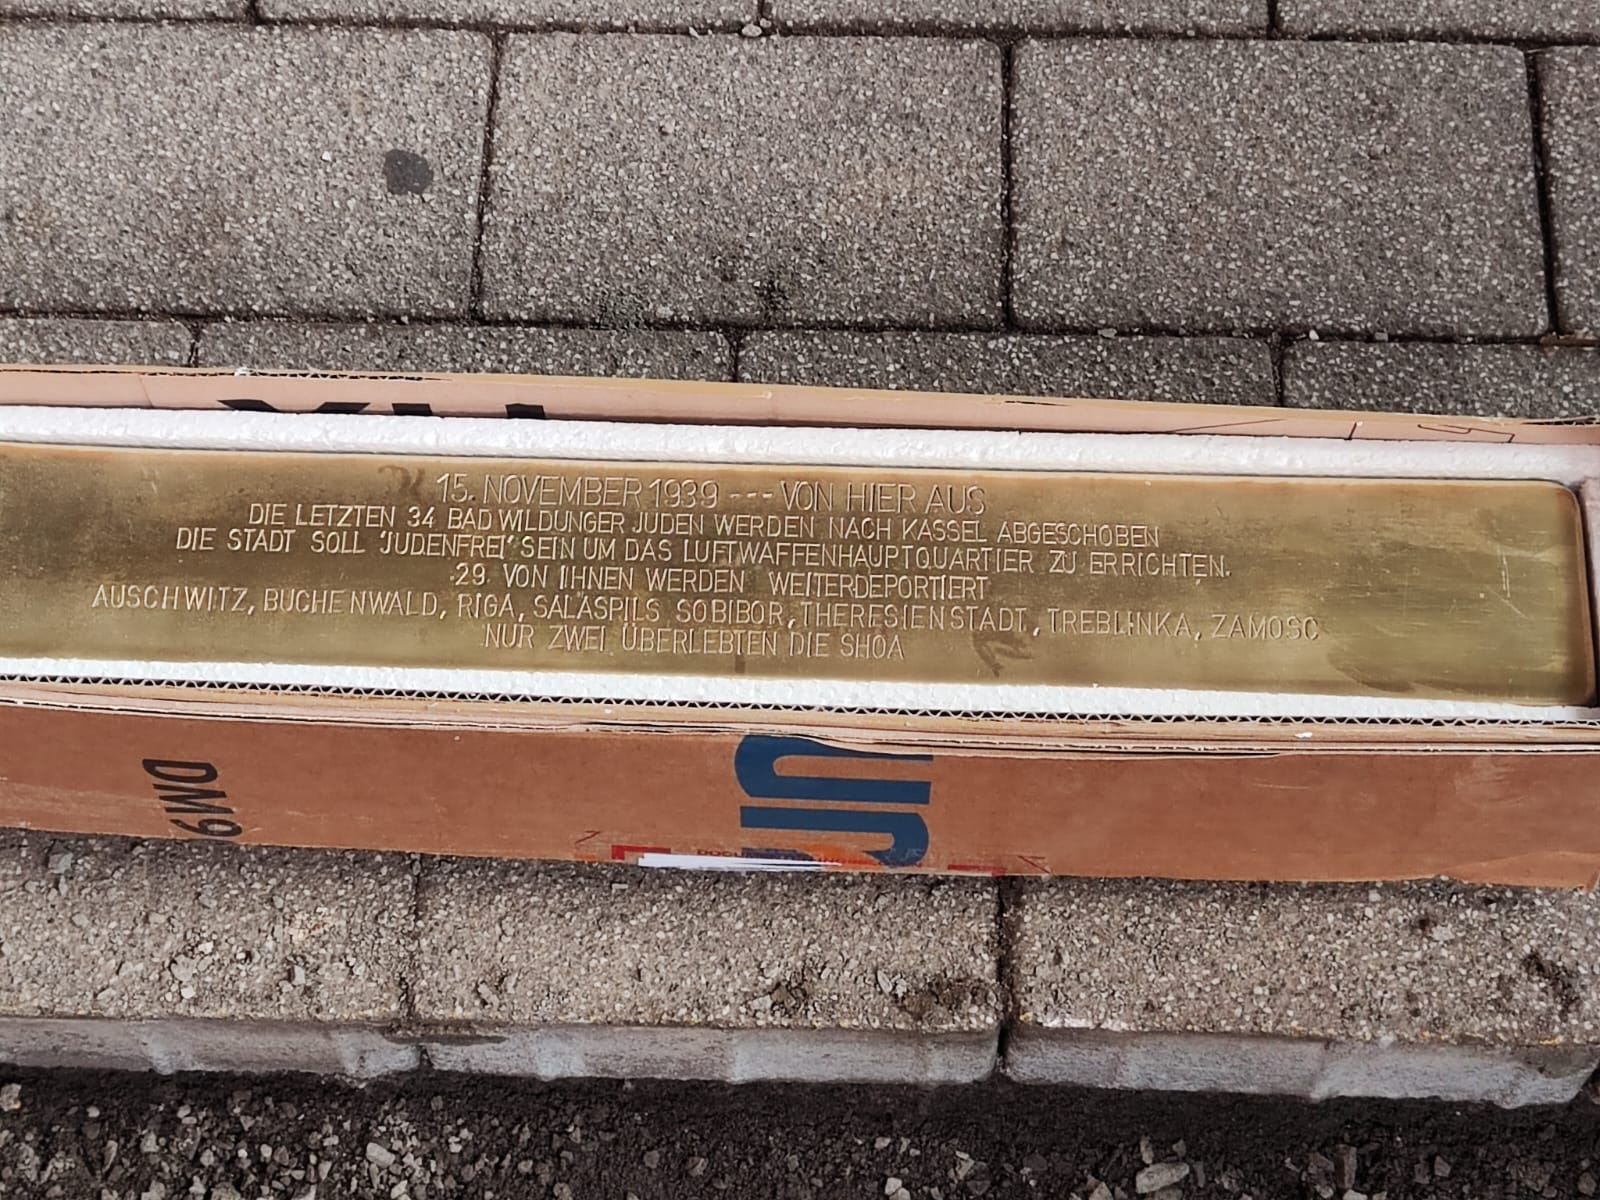 15. NOVEMBER 1939 --- VON HIER AUS
DIE LETZTEN 34 BAD WILDUNGER JUDEN WERDEN NACH KASSEL ABGESCHOBEN
DIE STADT SOLL 'JUDENFREI' SEIN UM DAS LUFTWAFFENHAUPTQUARTIER ZU ERRICHTEN.
29 VON IHNEN WERDEN WEITERDEPORTIERT
AUSCHWITZ, BUCHENWALD, RIGA, SALASPILS SOBIBOR, THERESIENSTADT, TREBLINKA, ZAMOSC
NUR ZWEI ÜBERLEBTEN DIE SHOA